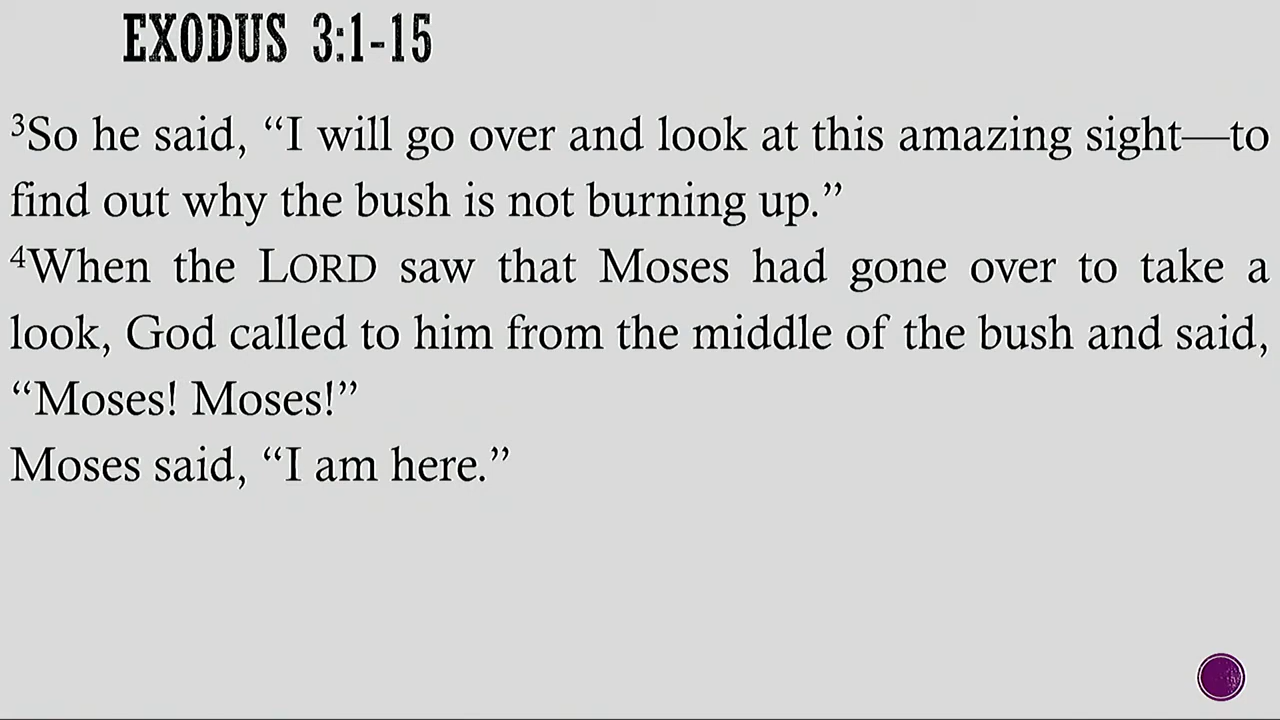 EXODUS 3:1-15
³So he said, “I will go over and look at this amazing sight—to
find out why the bush is not burning up.”
⁴When the LORD saw that Moses had gone over to take a
look, God called to him from the middle of the bush and said,
“Moses! Moses!”
Moses said, “I am here.”